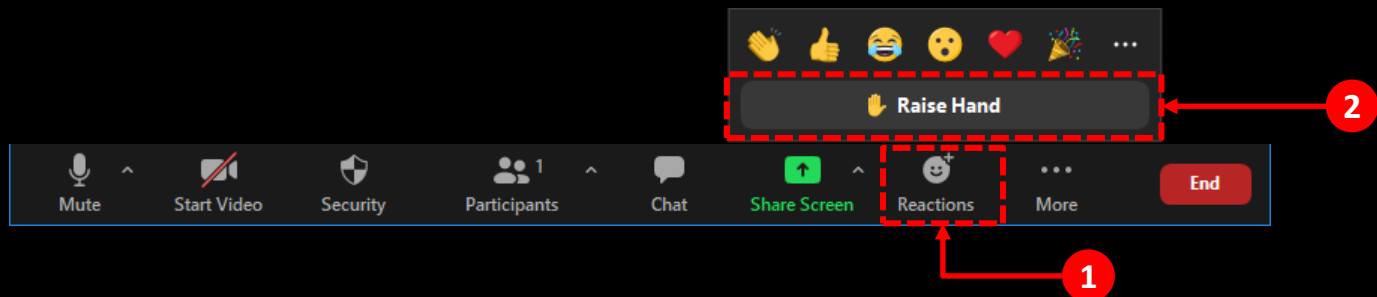 Raise Hand
2
1
Mute
Start Video
Security
Participants
Chat
Share Screen
Reactions
More
End
1